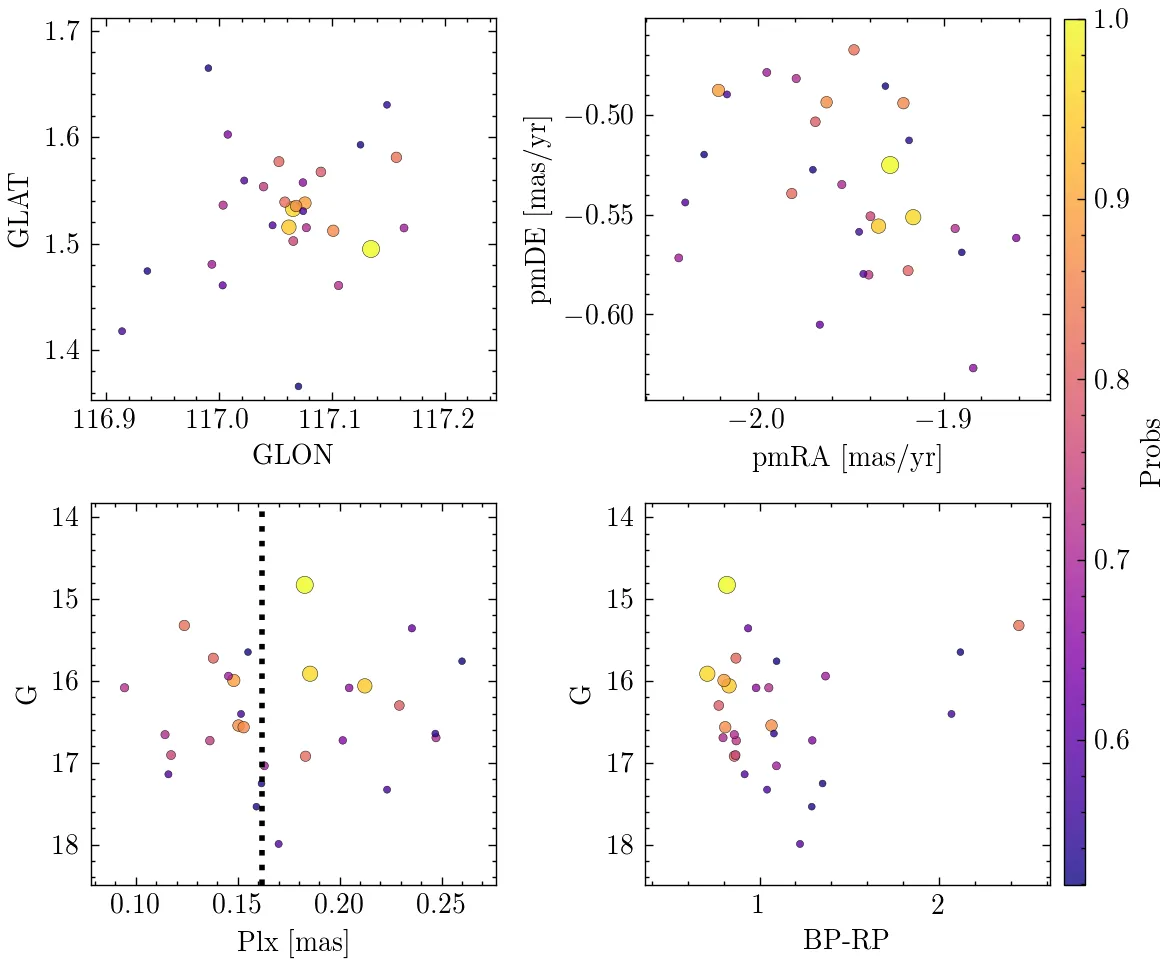 1.7
1.6
1.5
1.4
GLAT
116.9 117.0 117.1 117.2
GLON
−0.50
−0.55
−0.60
pmDE [mas/yr]
−2.0 −1.9
pmRA [mas/yr]
14
15
16
17
18
G
0.10 0.15 0.20 0.25
Plx [mas]
14
15
16
17
18
G
1 2
BP-RP
1.0
0.9
0.8
0.7
0.6
Probs